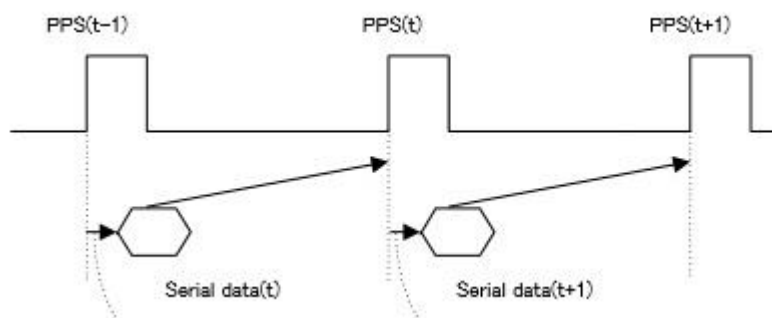 PPS(t-1) PPS(t) PPS(t+1)
Serial data(t) Serial data(t+1)